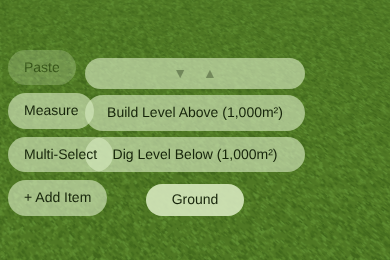 Paste
▼ ▲
Measure
Build Level Above (1,000m²)
Multi-Select
Dig Level Below (1,000m²)
+ Add Item
Ground